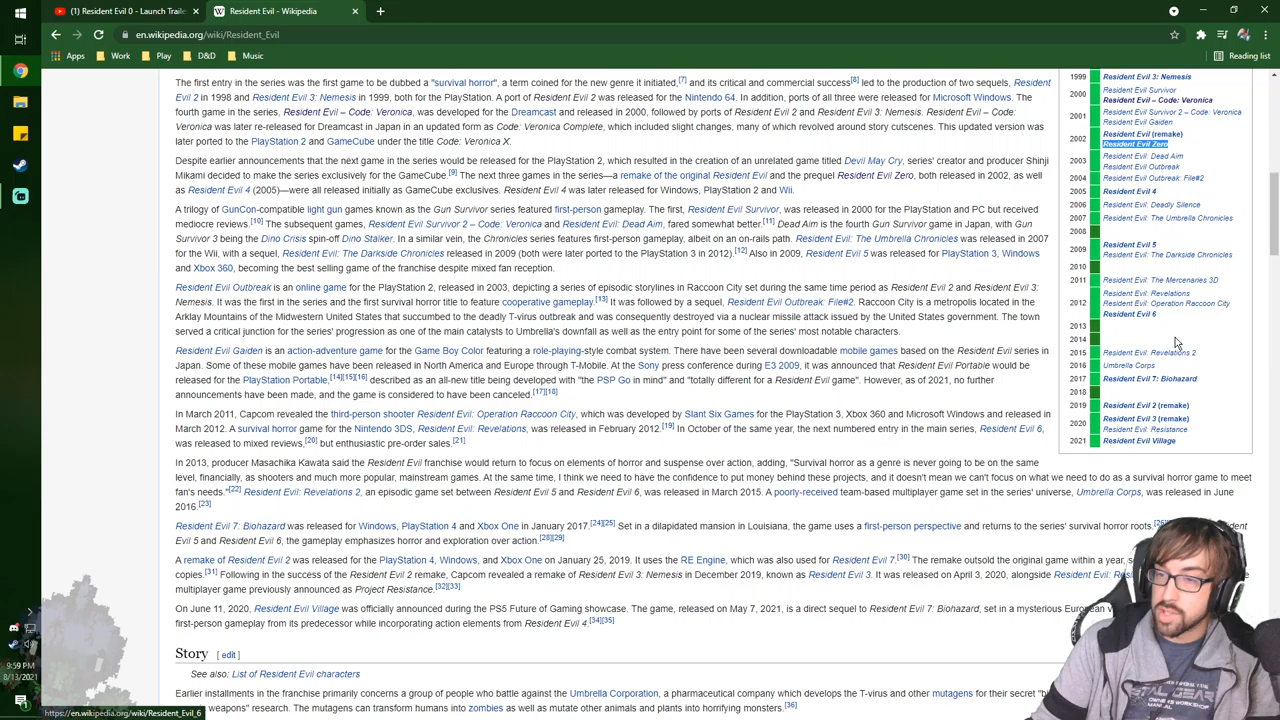 (1) Resident Evil 0 - Launch Traile
Resident Evil - Wikipedia
en.wikipedia.org/wiki/Resident_Evil
Apps Work Play D&D Music
Reading list
The first entry in the series was the first game to be dubbed a "survival horror", a term coined for the new genre it initiated,[7] and its critical and commercial success[8] led to the production of two sequels, Resident
Evil 2 in 1998 and Resident Evil 3: Nemesis in 1999, both for the PlayStation. A port of Resident Evil 2 was released for the Nintendo 64. In addition, ports of all three were released for Microsoft Windows. The
fourth game in the series, Resident Evil – Code: Veronica, was developed for the Dreamcast and released in 2000, followed by ports of Resident Evil 2 and Resident Evil 3: Nemesis. Resident Evil – Code:
Veronica was later re-released for Dreamcast in Japan in an updated form as Code: Veronica Complete, which included slight changes, many of which revolved around story cutscenes. This updated version was
later ported to the PlayStation 2 and GameCube under the title Code: Veronica X.
Despite earlier announcements that the next game in the series would be released for the PlayStation 2, which resulted in the creation of an unrelated game titled Devil May Cry, series' creator and producer Shinji
Mikami decided to make the series exclusively for the GameCube.[9] The next three games in the series—a remake of the original Resident Evil and the prequel Resident Evil Zero, both released in 2002, as well
as Resident Evil 4 (2005)—were all released initially as GameCube exclusives. Resident Evil 4 was later released for Windows, PlayStation 2 and Wii.
A trilogy of GunCon-compatible light gun games known as the Gun Survivor series featured first-person gameplay. The first, Resident Evil Survivor, was released in 2000 for the PlayStation and PC but received
mediocre reviews.[10] The subsequent games, Resident Evil Survivor 2 – Code: Veronica and Resident Evil: Dead Aim, fared somewhat better.[11] Dead Aim is the fourth Gun Survivor game in Japan, with Gun
Survivor 3 being the Dino Crisis spin-off Dino Stalker. In a similar vein, the Chronicles series features first-person gameplay, albeit on an on-rails path. Resident Evil: The Umbrella Chronicles was released in 2007
for the Wii, with a sequel, Resident Evil: The Darkside Chronicles released in 2009 (both were later ported to the PlayStation 3 in 2012).[12] Also in 2009, Resident Evil 5 was released for PlayStation 3, Windows
and Xbox 360, becoming the best selling game of the franchise despite mixed fan reception.
Resident Evil Outbreak is an online game for the PlayStation 2, released in 2003, depicting a series of episodic storylines in Raccoon City set during the same time period as Resident Evil 2 and Resident Evil 3:
Nemesis. It was the first in the series and the first survival horror title to feature cooperative gameplay.[13] It was followed by a sequel, Resident Evil Outbreak: File#2. Raccoon City is a metropolis located in the
Arklay Mountains of the Midwestern United States that succumbed to the deadly T-virus outbreak and was consequently destroyed via a nuclear missile attack issued by the United States government. The town
served a critical junction for the series' progression as one of the main catalysts to Umbrella's downfall as well as the entry point for some of the series' most notable characters.
Resident Evil Gaiden is an action-adventure game for the Game Boy Color featuring a role-playing-style combat system. There have been several downloadable mobile games based on the Resident Evil series in
Japan. Some of these mobile games have been released in North America and Europe through T-Mobile. At the Sony press conference during E3 2009, it was announced that Resident Evil Portable would be
released for the PlayStation Portable,[14][15][16] described as an all-new title being developed with "the PSP Go in mind" and "totally different for a Resident Evil game". However, as of 2021, no further
announcements have been made, and the game is considered to have been canceled.[17][18]
In March 2011, Capcom revealed the third-person shooter Resident Evil: Operation Raccoon City, which was developed by Slant Six Games for the PlayStation 3, Xbox 360 and Microsoft Windows and released in
March 2012. A survival horror game for the Nintendo 3DS, Resident Evil: Revelations, was released in February 2012.[19] In October of the same year, the next numbered entry in the main series, Resident Evil 6,
was released to mixed reviews,[20] but enthusiastic pre-order sales.[21]
In 2013, producer Masachika Kawata said the Resident Evil franchise would return to focus on elements of horror and suspense over action, adding, "Survival horror as a genre is never going to be on the same
level, financially, as shooters and much more popular, mainstream games. At the same time, I think we need to have the confidence to put money behind these projects, and it doesn't mean we can't focus on what we need to do as a survival horror game to meet
fan's needs."[22] Resident Evil: Revelations 2, an episodic game set between Resident Evil 5 and Resident Evil 6, was released in March 2015. A poorly-received team-based multiplayer game set in the series' universe, Umbrella Corps, was released in June
2016.[23]
Resident Evil 7: Biohazard was released for Windows, PlayStation 4 and Xbox One in January 2017.[24][25] Set in a dilapidated mansion in Louisiana, the game uses a first-person perspective and returns to the series' survival horror roots.
Evil 5 and Resident Evil 6, the gameplay emphasizes horror and exploration over action.[28][29]
A remake of Resident Evil 2 was released for the PlayStation 4, Windows, and Xbox One on January 25, 2019. It uses the RE Engine, which was also used for Resident Evil 7.[30] The remake outsold the original game within a year,
copies.[31] Following in the success of the Resident Evil 2 remake, Capcom revealed a remake of Resident Evil 3: Nemesis in December 2019, known as Resident Evil 3. It was released on April 3, 2020, alongside Resident Evil:
multiplayer game previously announced as Project Resistance.[32][33]
On June 11, 2020, Resident Evil Village was officially announced during the PS5 Future of Gaming showcase. The game, released on May 7, 2021, is a direct sequel to Resident Evil 7: Biohazard, set in a mysterious European
first-person gameplay from its predecessor while incorporating action elements from Resident Evil 4.[34][35]
Story [ edit ]
See also: List of Resident Evil characters
Earlier installments in the franchise primarily concerns a group of people who battle against the Umbrella Corporation, a pharmaceutical company which develops the T-virus and other mutagens for their secret
weapons" research. The mutagens can transform humans into zombies as well as mutate other animals and plants into horrifying monsters.[36]
1999 Resident Evil 3: Nemesis
2000 Resident Evil Survivor
Resident Evil – Code: Veronica
2001 Resident Evil Survivor 2 – Code: Veronica
Resident Evil Gaiden
2002 Resident Evil (remake)
Resident Evil Zero
2003 Resident Evil: Dead Aim
Resident Evil Outbreak
2004 Resident Evil Outbreak: File#2
2005 Resident Evil 4
2006 Resident Evil: Deadly Silence
2007 Resident Evil: The Umbrella Chronicles
2008
2009 Resident Evil 5
Resident Evil: The Darkside Chronicles
2010
2011 Resident Evil: The Mercenaries 3D
2012 Resident Evil: Revelations
Resident Evil: Operation Raccoon City
Resident Evil 6
2013
2014
2015 Resident Evil: Revelations 2
2016 Umbrella Corps
2017 Resident Evil 7: Biohazard
2018
2019 Resident Evil 2 (remake)
2020 Resident Evil 3 (remake)
Resident Evil: Resistance
2021 Resident Evil Village
9:59 PM
8/13/2021
https://en.wikipedia.org/wiki/Resident_Evil_6